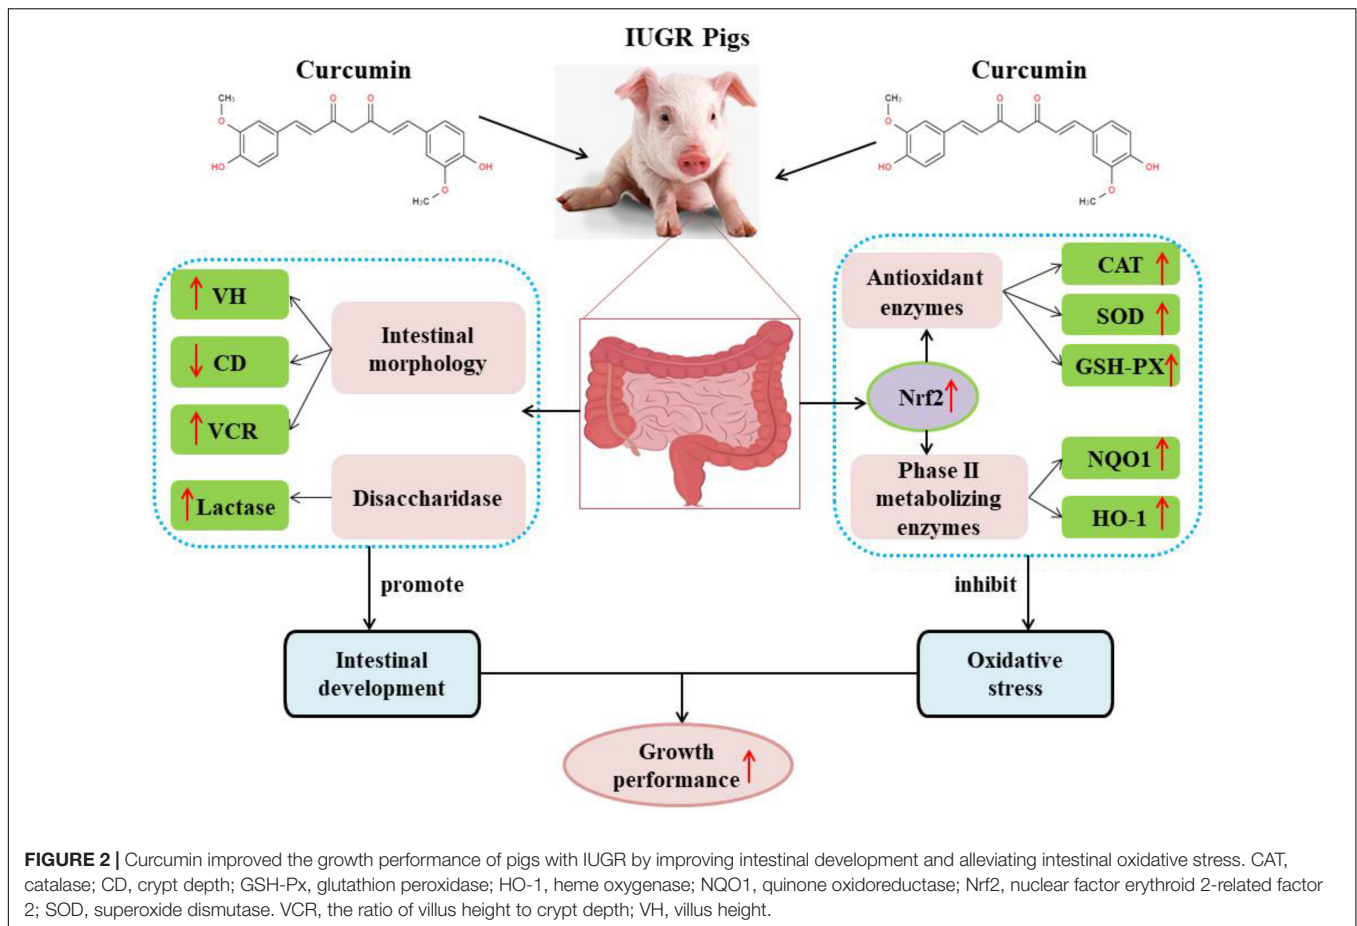 IUGR Pigs
Curcumin
CH₃
O
HO
O
O
OH
O
H₃C
Curcumin
CH₃
O
HO
O
O
OH
O
H₃C
VH
CD
VCR
Lactase
Intestinal
morphology
Disaccharidase
Antioxidant
enzymes
Nrf2
Phase II
metabolizing
enzymes
CAT
SOD
GSH-PX
NQO1
HO-1
promote
inhibit
Intestinal
development
Oxidative
stress
Growth
performance
FIGURE 2 | Curcumin improved the growth performance of pigs with IUGR by improving intestinal development and alleviating intestinal oxidative stress. CAT,
catalase; CD, crypt depth; GSH-Px, glutathion peroxidase; HO-1, heme oxygenase; NQO1, quinone oxidoreductase; Nrf2, nuclear factor erythroid 2-related factor
2; SOD, superoxide dismutase. VCR, the ratio of villus height to crypt depth; VH, villus height.